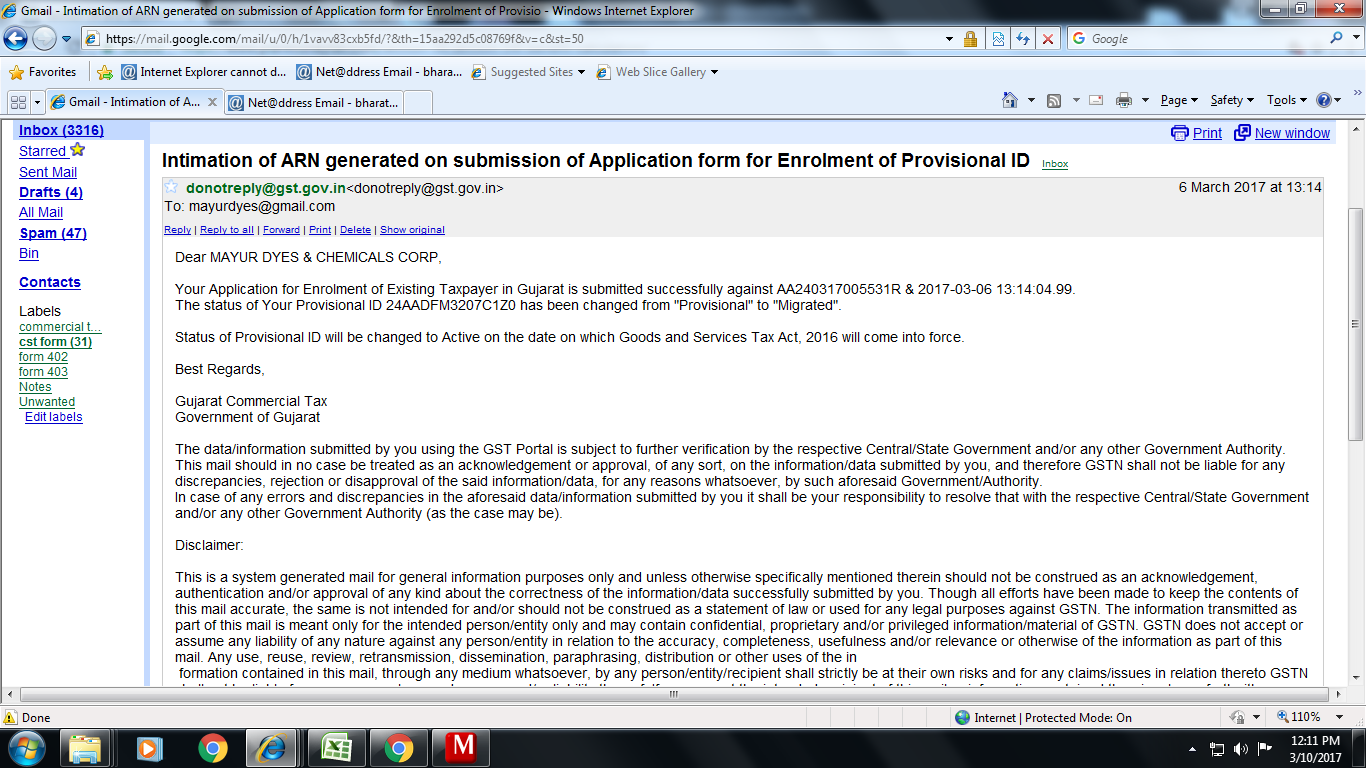 Gmail - Intimation of ARN generated on submission of Application form for Enrolment of Provisio - Windows Internet Explorer
https://mail.google.com/mail/u/0/h/1vavv83cxb5fd/?&th=15aa292d5c08769f&v=c&st=50
Google
Favorites
Internet Explorer cannot d...
Net@ddress Email - bhara...
Suggested Sites
Web Slice Gallery
Gmail - Intimation of A...
Net@ddress Email - bharat...
Page
Safety
Tools
Inbox (3316)
Starred
Sent Mail
Drafts (4)
All Mail
Spam (47)
Bin
Contacts
Labels
commercial t...
cst form (31)
form 402
form 403
Notes
Unwanted
Edit labels
Print
New window
Intimation of ARN generated on submission of Application form for Enrolment of Provisional ID Inbox
donotreply@gst.gov.in<donotreply@gst.gov.in> 6 March 2017 at 13:14
To: mayurdyes@gmail.com
Reply | Reply to all | Forward | Print | Delete | Show original
Dear MAYUR DYES & CHEMICALS CORP,
Your Application for Enrolment of Existing Taxpayer in Gujarat is submitted successfully against AA240317005531R & 2017-03-06 13:14:04.99.
The status of Your Provisional ID 24AADFM3207C1Z0 has been changed from "Provisional" to "Migrated".
Status of Provisional ID will be changed to Active on the date on which Goods and Services Tax Act, 2016 will come into force.
Best Regards,
Gujarat Commercial Tax
Government of Gujarat
The data/information submitted by you using the GST Portal is subject to further verification by the respective Central/State Government and/or any other Government Authority.
This mail should in no case be treated as an acknowledgement or approval, of any sort, on the information/data submitted by you, and therefore GSTN shall not be liable for any
discrepancies, rejection or disapproval of the said information/data, for any reasons whatsoever, by such aforesaid Government/Authority.
In case of any errors and discrepancies in the aforesaid data/information submitted by you it shall be your responsibility to resolve that with the respective Central/State Government
and/or any other Government Authority (as the case may be).
Disclaimer:
This is a system generated mail for general information purposes only and unless otherwise specifically mentioned therein should not be construed as an acknowledgement,
authentication and/or approval of any kind about the correctness of the information/data successfully submitted by you. Though all efforts have been made to keep the contents of
this mail accurate, the same is not intended for and/or should not be construed as a statement of law or used for any legal purposes against GSTN. The information transmitted as
part of this mail is meant only for the intended person/entity only and may contain confidential, proprietary and/or privileged information/material of GSTN. GSTN does not accept or
assume any liability of any nature against any person/entity in relation to the accuracy, completeness, usefulness and/or relevance or otherwise of the information as part of this
mail. Any use, reuse, review, retransmission, dissemination, paraphrasing, distribution or other uses of the in
formation contained in this mail, through any medium whatsoever, by any person/entity/recipient shall strictly be at their own risks and for any claims/issues in relation thereto GSTN
Done
Internet | Protected Mode: On
110%
M
12:11 PM
3/10/2017